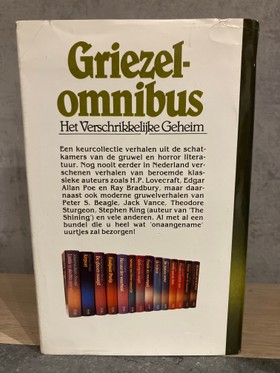 Griezel-
omnibus
Het Verschrikkelijke Geheim
Een keurcollectie verhalen uit de schat-
kamers van de gruwel en horror litera-
tuur. Nog nooit eerder in Nederland ver-
schenen verhalen van beroemde klas-
sieke auteurs zoals H.P. Lovecraft, Edgar
Allan Poe en Ray Bradbury, maar daar-
naast ook moderne gruwelverhalen van
Peter S. Beagle, Jack Vance, Theodore
Sturgeon, Stephen King (auteur van 'The
Shining') en vele anderen. Al met al een
bundel die u heel wat 'onaangename'
uurtjes zal bezorgen!